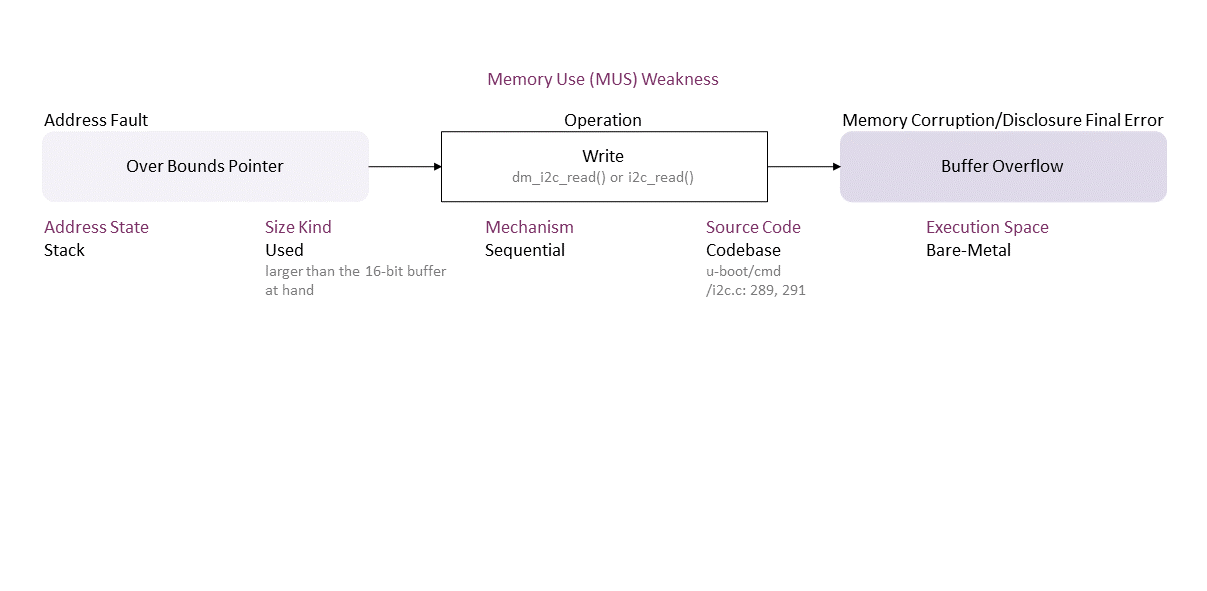 Memory Use (MUS) Weakness
Address Fault
Operation
Memory Corruption/Disclosure Final Error
Over Bounds Pointer
Write
dm_i2c_read() or i2c_read()
Buffer Overflow
Address State
Stack
Size Kind
Used
larger than the 16-bit buffer
at hand
Mechanism
Sequential
Source Code
Codebase
u-boot/cmd
/i2c.c: 289, 291
Execution Space
Bare-Metal